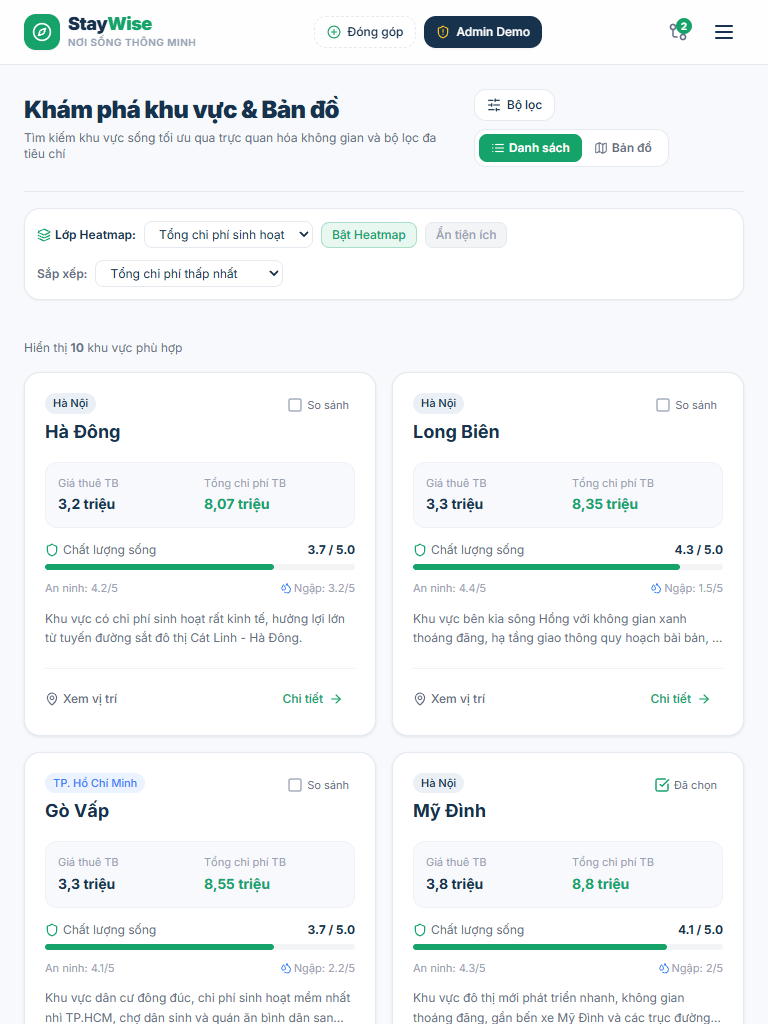 StayWise
NƠI SỐNG THÔNG MINH
Đóng góp
Admin Demo
2
Khám phá khu vực & Bản đồ
Tìm kiếm khu vực sống tối ưu qua trực quan hóa không gian và bộ lọc đa
tiêu chí
Bộ lọc
Danh sách
Bản đồ
Lớp Heatmap:
Tổng chi phí sinh hoạt
Bật Heatmap
Ẩn tiện ích
Sắp xếp:
Tổng chi phí thấp nhất
Hiển thị 10 khu vực phù hợp
Hà Nội
So sánh
Hà Đông
Giá thuê TB
Tổng chi phí TB
3,2 triệu
8,07 triệu
Chất lượng sống
3.7 / 5.0
An ninh: 4.2/5
Ngập: 3.2/5
Khu vực có chi phí sinh hoạt rất kinh tế, hưởng lợi lớn
từ tuyến đường sắt đô thị Cát Linh - Hà Đông.
Xem vị trí
Chi tiết
Hà Nội
So sánh
Long Biên
Giá thuê TB
Tổng chi phí TB
3,3 triệu
8,35 triệu
Chất lượng sống
4.3 / 5.0
An ninh: 4.4/5
Ngập: 1.5/5
Khu vực bên kia sông Hồng với không gian xanh
thoáng đãng, hạ tầng giao thông quy hoạch bài bản, ...
Xem vị trí
Chi tiết
TP. Hồ Chí Minh
So sánh
Gò Vấp
Giá thuê TB
Tổng chi phí TB
3,3 triệu
8,55 triệu
Chất lượng sống
3.7 / 5.0
An ninh: 4.1/5
Ngập: 2.2/5
Khu vực dân cư đông đúc, chi phí sinh hoạt mềm nhất
nhì TP.HCM, chợ dân sinh và quán ăn bình dân san...
Hà Nội
Đã chọn
Mỹ Đình
Giá thuê TB
Tổng chi phí TB
3,8 triệu
8,8 triệu
Chất lượng sống
4.1 / 5.0
An ninh: 4.3/5
Ngập: 2/5
Khu vực đô thị mới phát triển nhanh, không gian
thoáng đãng, gần bến xe Mỹ Đình và các trục đường...